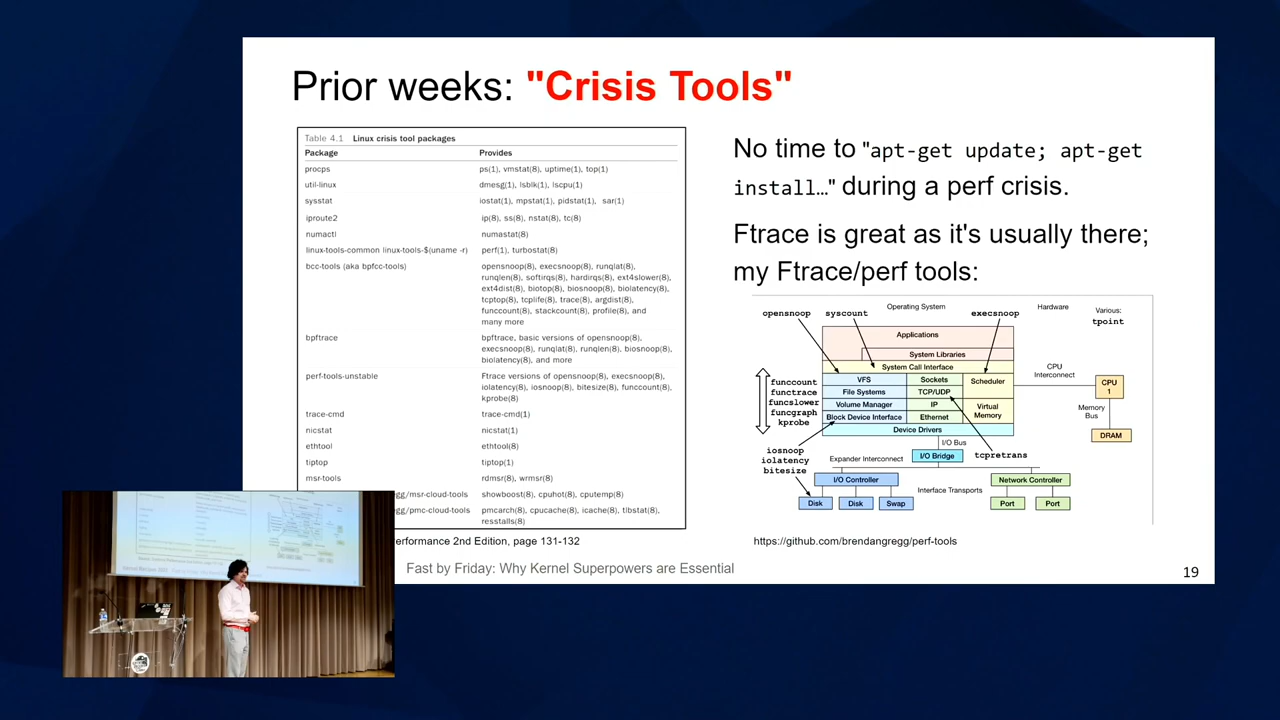 Prior weeks: "Crisis Tools"
Table 4.1 Linux crisis tool packages
Package Provides
procps ps(1), vmstat(8), uptime(1), top(1)
util-linux dmesg(1), lsblk(1), lscpu(1)
sysstat iostat(1), mpstat(1), pidstat(1), sar(1)
iproute2 ip(8), ss(8), nstat(8), tc(8)
numactl numastat(8)
linux-tools-common linux-tools-$(uname -r) perf(1), turbostat(8)
bcc-tools (aka bpfcc-tools) opensnoop(8), execsnoop(8), runqlat(8),
runqlen(8), softirqs(8), hardirqs(8), ext4slower(8),
ext4dist(8), biotop(8), biosnoop(8), biolatency(8),
tcptop(8), tcplife(8), trace(8), argdist(8),
funccount(8), stackcount(8), profile(8), and
many more
bpftrace bpftrace, basic versions of opensnoop(8),
execsnoop(8), runqlat(8), runqlen(8), biosnoop(8),
biolatency(8), and more
perf-tools-unstable Ftrace versions of opensnoop(8), execsnoop(8),
iolatency(8), iosnoop(8), bitesize(8), funccount(8),
kprobe(8)
trace-cmd trace-cmd(1)
nicstat nicstat(1)
ethtool ethtool(8)
tiptop tiptop(1)
msr-tools rdmsr(8), wrmsr(8)
egg/msr-cloud-tools showboost(8), cpuhot(8), cputemp(8)
egg/pmc-cloud-tools pmcarch(8), cpucache(8), icache(8), tlbstat(8),
resstalls(8)
erformance 2nd Edition, page 131-132
No time to "apt-get update; apt-get
install…" during a perf crisis.
Ftrace is great as it's usually there;
my Ftrace/perf tools:
Operating System Hardware Various:
opensnoop syscount execsnoop tpoint
Applications
System Libraries
System Call Interface
VFS Sockets Scheduler
File Systems TCP/UDP
Volume Manager IP Virtual
Memory
Block Device Interface Ethernet
Device Drivers
funccount
functrace
funcslower
funcgraph
kprobe
CPU
Interconnect
CPU
1
Memory
Bus
DRAM
iosnoop
iolatency
bitesize
I/O Bus
Expander Interconnect I/O Bridge tcpretrans
I/O Controller Interface Transports Network Controller
Disk Disk Swap Port Port
https://github.com/brendangregg/perf-tools
Fast by Friday: Why Kernel Superpowers are Essential
19